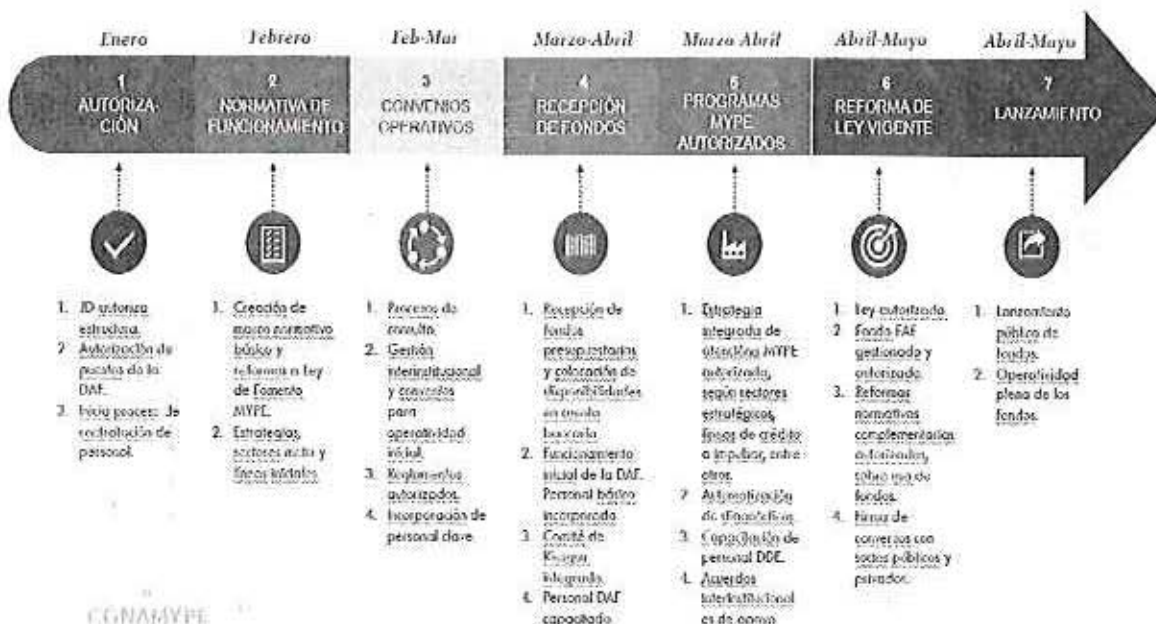 Enero
Febrero
Feb-Mar
Marzo-Abril
Marzo Abril
Abril-Mayo
Abril-Mayo
1
AUTORIZA-
CIÓN
2
NORMATIVA DE
FUNCIONAMIENTO
3
CONVENIOS
OPERATIVOS
4
RECEPCIÓN
DE FONDOS
5
PROGRAMAS
MYPE
AUTORIZADOS
6
REFORMA DE
LEY VIGENTE
7
LANZAMIENTO
1. JD autoriza
estructura.
2. Autorización de
puestos de la
DAF.
3. Inicia proceso de
contratación de
personal.
1. Creación de
marco normativo
básico y
reforma a Ley
de Fomento
MYPE.
2. Estrategias,
sectores meta y
líneas iniciales
1. Procesos de
consulta.
2. Gestión
interinstitucional
y convenios
para
operatividad
inicial.
3. Reglamentos
autorizados.
4. Incorporación de
personal clave
1. Recepción de
fondos
presupuestarios
y colocación de
disponibilidades
en cuenta
bancaria
2. Funcionamiento
inicial de la DAF.
Personal básico
incorporado
3. Comité de
Riesgos
integrado.
4. Personal DAF
capacitado
1. Estrategia
integrada de
atención MYPE
autorizada,
según sectores
estratégicos,
líneas de crédito
a impulsar, entre
otros.
2. Automatización
de diagnósticos
3. Capacitación de
personal DDE.
4. Acuerdos
interinstitucional
es de apoyo
1. Ley autorizada.
2. Fondo FAF
gestionado y
autorizado.
3. Reformas
normativas
complementarias
autorizadas,
sobre uso de
fondos.
4. Firma de
convenios con
socios públicos y
privados.
1. Lanzamiento
público de
fondos.
2. Operatividad
plena de los
fondos.
CONAMYPE